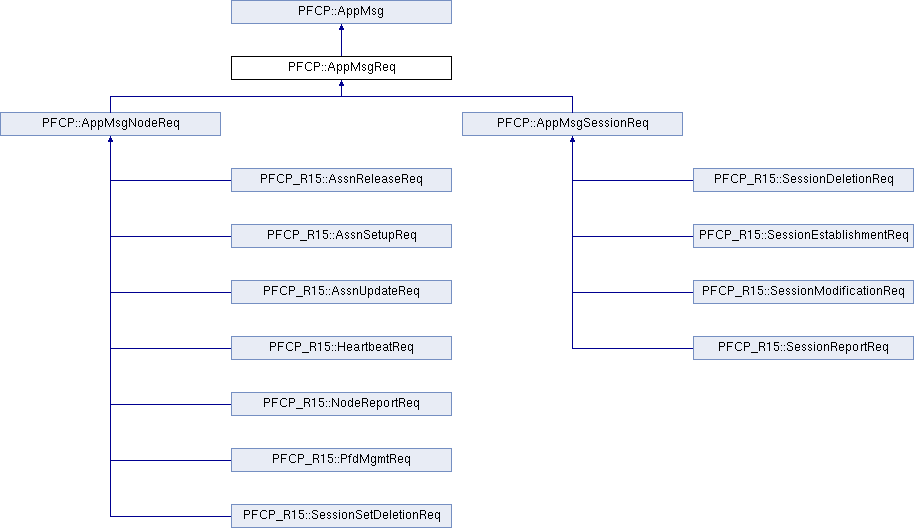 PFCP::AppMsg
PFCP::AppMsgReq
PFCP::AppMsgNodeReq
PFCP::AppMsgSessionReq
PFCP_R15::AssnReleaseReq
PFCP_R15::SessionDeletionReq
PFCP_R15::AssnSetupReq
PFCP_R15::SessionEstablishmentReq
PFCP_R15::AssnUpdateReq
PFCP_R15::SessionModificationReq
PFCP_R15::HeartbeatReq
PFCP_R15::SessionReportReq
PFCP_R15::NodeReportReq
PFCP_R15::PfdMgmtReq
PFCP_R15::SessionSetDeletionReq